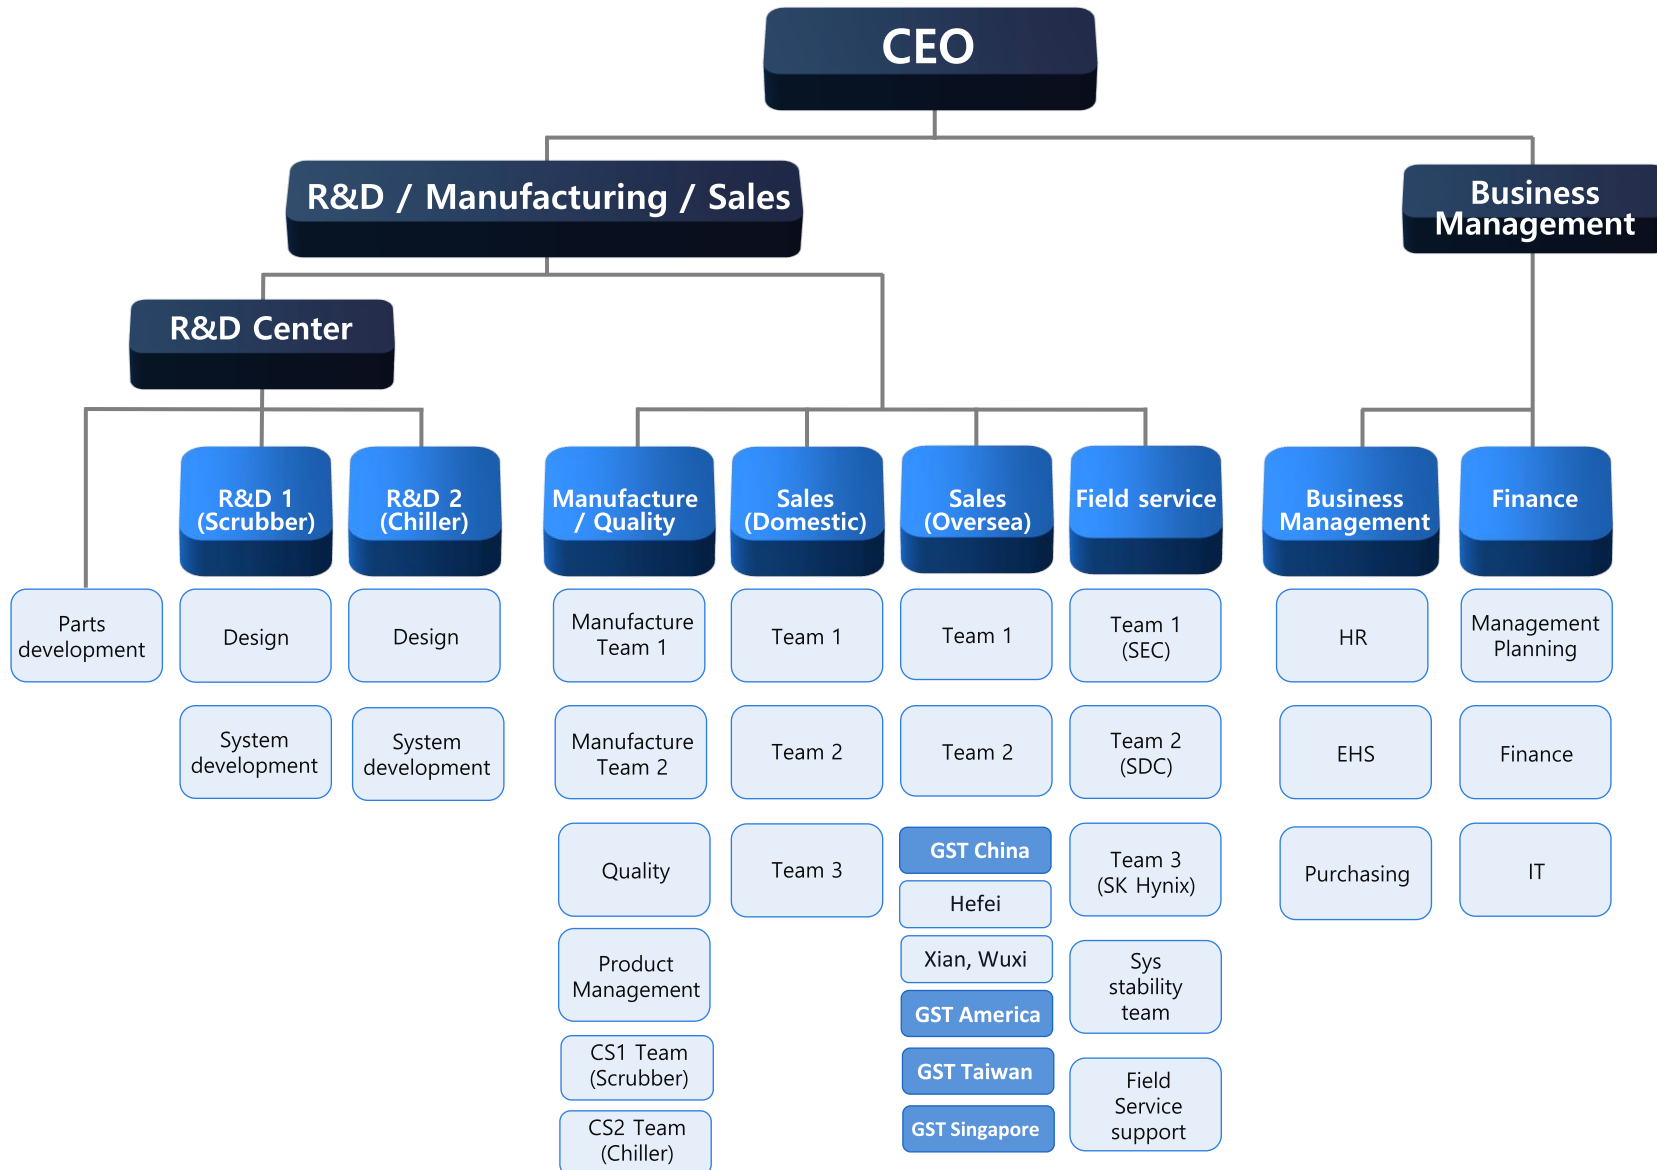 CEO
R&D / Manufacturing / Sales
Business
Management
R&D Center
R&D 1
(Scrubber)
R&D 2
(Chiller)
Manufacture
/ Quality
Sales
(Domestic)
Sales
(Oversea)
Field service
Business
Management
Finance
Parts
development
Design
System
development
Design
System
development
Manufacture
Team 1
Manufacture
Team 2
Quality
Product
Management
CS1 Team
(Scrubber)
CS2 Team
(Chiller)
Team 1
Team 2
Team 3
Team 1
Team 2
GST China
Hefei
Xian, Wuxi
GST America
GST Taiwan
GST Singapore
Team 1
(SEC)
Team 2
(SDC)
Team 3
(SK Hynix)
Sys
stability
team
Field
Service
support
HR
EHS
Purchasing
Management
Planning
Finance
IT